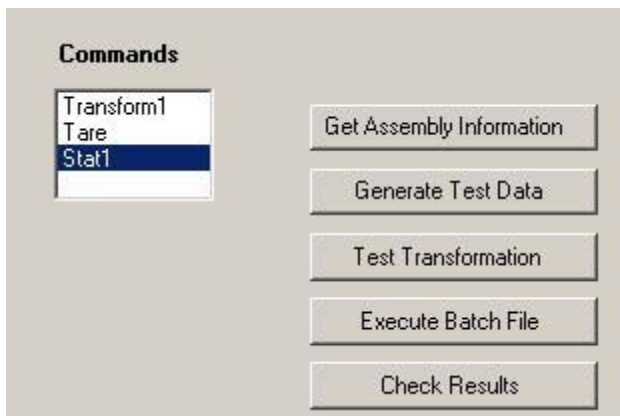 Commands
Transform1
Tare
Stat1
Get Assembly Information
Generate Test Data
Test Transformation
Execute Batch File
Check Results